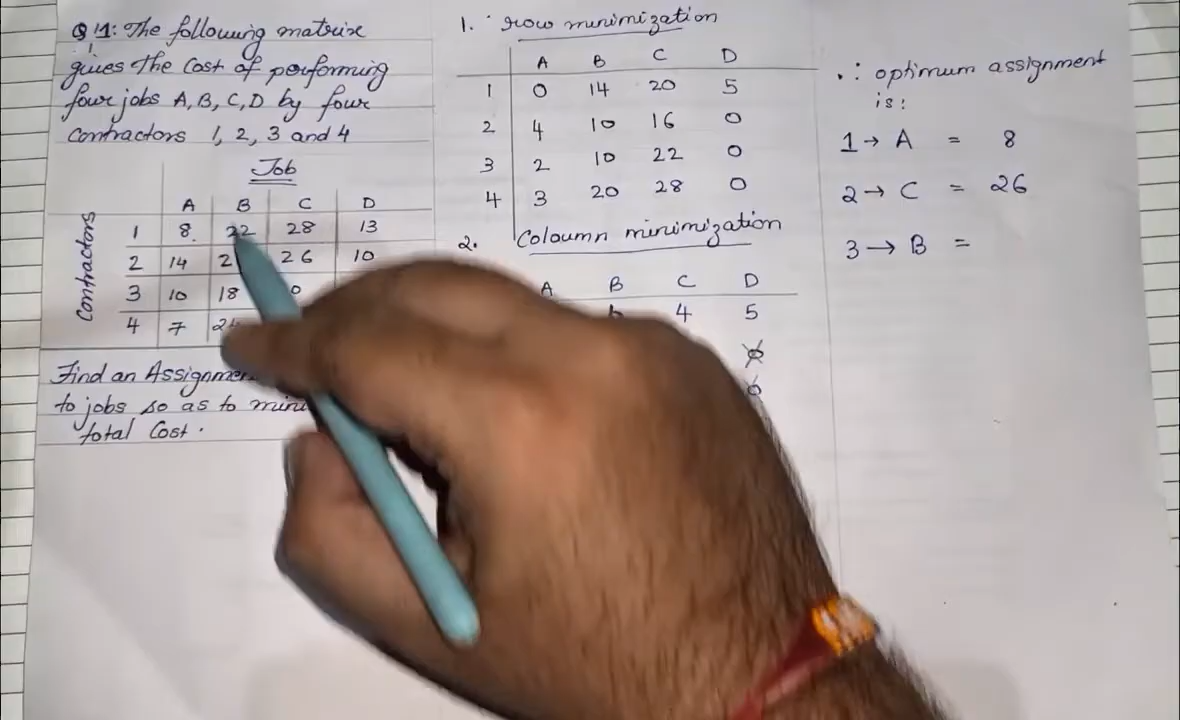 Q 1: The following matrix
gives the cost of performing
four jobs A, B, C, D by four
contractors 1, 2, 3 and 4
Job
Contractors
A B C D
1 8 22 28 13
2 14 26 10
3 10 18
4 7
Find an
to jobs so as to
total cost.
1. row minimization
A B C D
1 0 14 20 5
2 4 10 16 0
3 2 10 22 0
4 3 20 28 0
2. Coloumn minimization
A B C D
4 5
∴ optimum assignment
is:
1 → A = 8
2 → C = 26
3 → B =